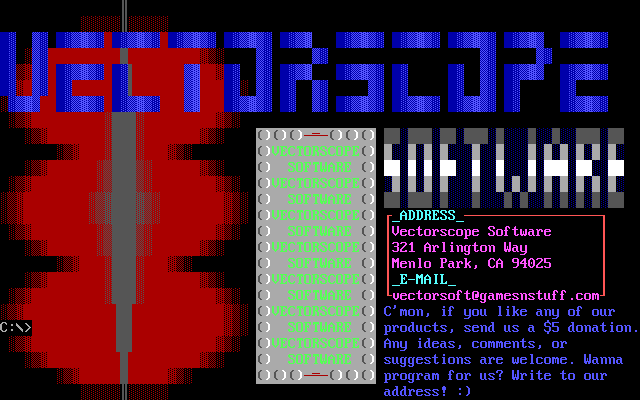 VECTORSCOPE
SOFTWARE
VECTORSCOPE
SOFTWARE
VECTORSCOPE
SOFTWARE
VECTORSCOPE
SOFTWARE
VECTORSCOPE
SOFTWARE
VECTORSCOPE
SOFTWARE
VECTORSCOPE
SOFTWARE
VECTORSCOPE
SOFTWARE
_ADDRESS_
Vectorscope Software
321 Arlington Way
Menlo Park, CA 94025
_E-MAIL_
vectorsoft@gamesnstuff.com
C'mon, if you like any of our
products, send us a $5 donation.
Any ideas, comments, or
suggestions are welcome. Wanna
program for us? Write to our
address! :)
C:\>